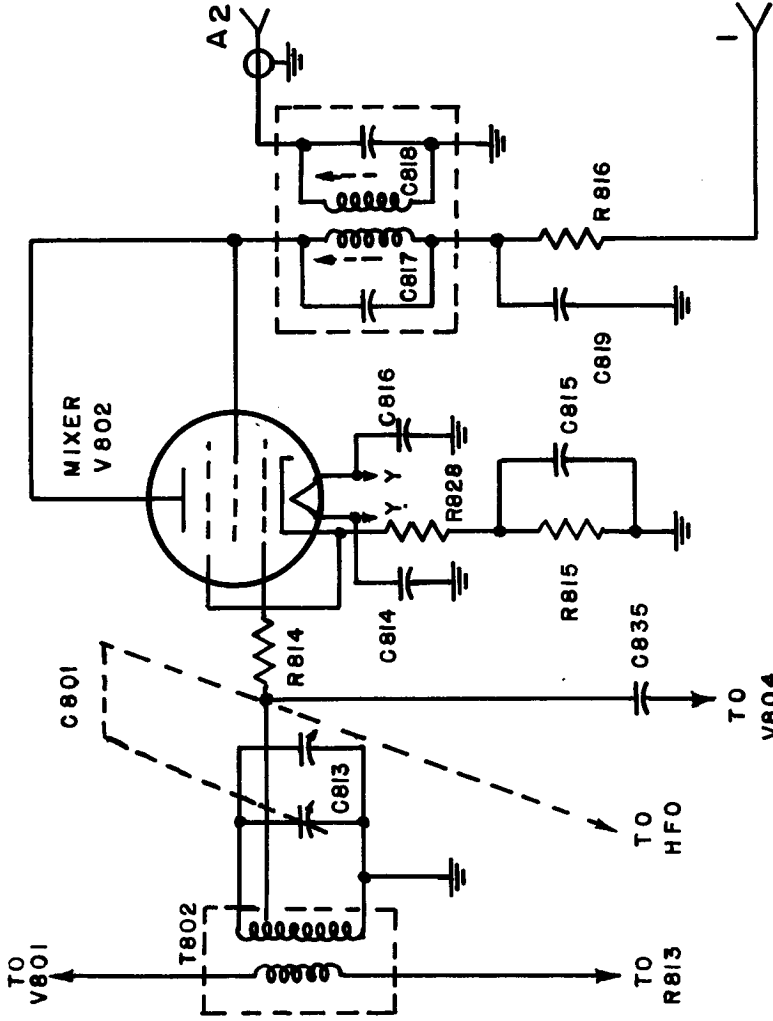 A2
1
MIXER
V802
C818
C817
R816
C819
C816
C815
Y
Y
R828
C814
R815
R814
C801
C835
TO
V804
C813
TO
HFO
T802
TO
V801
TO
R813